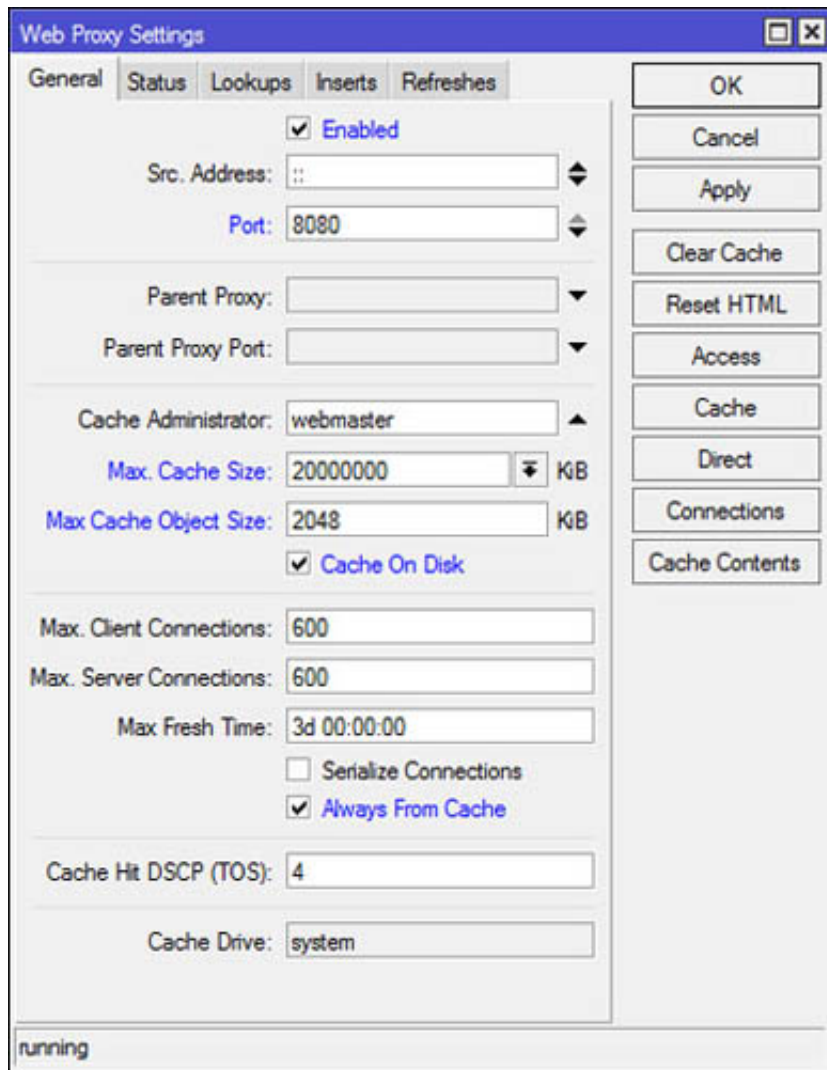 Web Proxy Settings
General Status Lookups Inserts Refreshes
Enabled
Src. Address: ::
Port: 8080
Parent Proxy:
Parent Proxy Port:
Cache Administrator: webmaster
Max. Cache Size: 20000000 KiB
Max Cache Object Size: 2048 KiB
Cache On Disk
Max. Client Connections: 600
Max. Server Connections: 600
Max Fresh Time: 3d 00:00:00
Serialize Connections
Always From Cache
Cache Hit DSCP (TOS): 4
Cache Drive: system
OK
Cancel
Apply
Clear Cache
Reset HTML
Access
Cache
Direct
Connections
Cache Contents
running